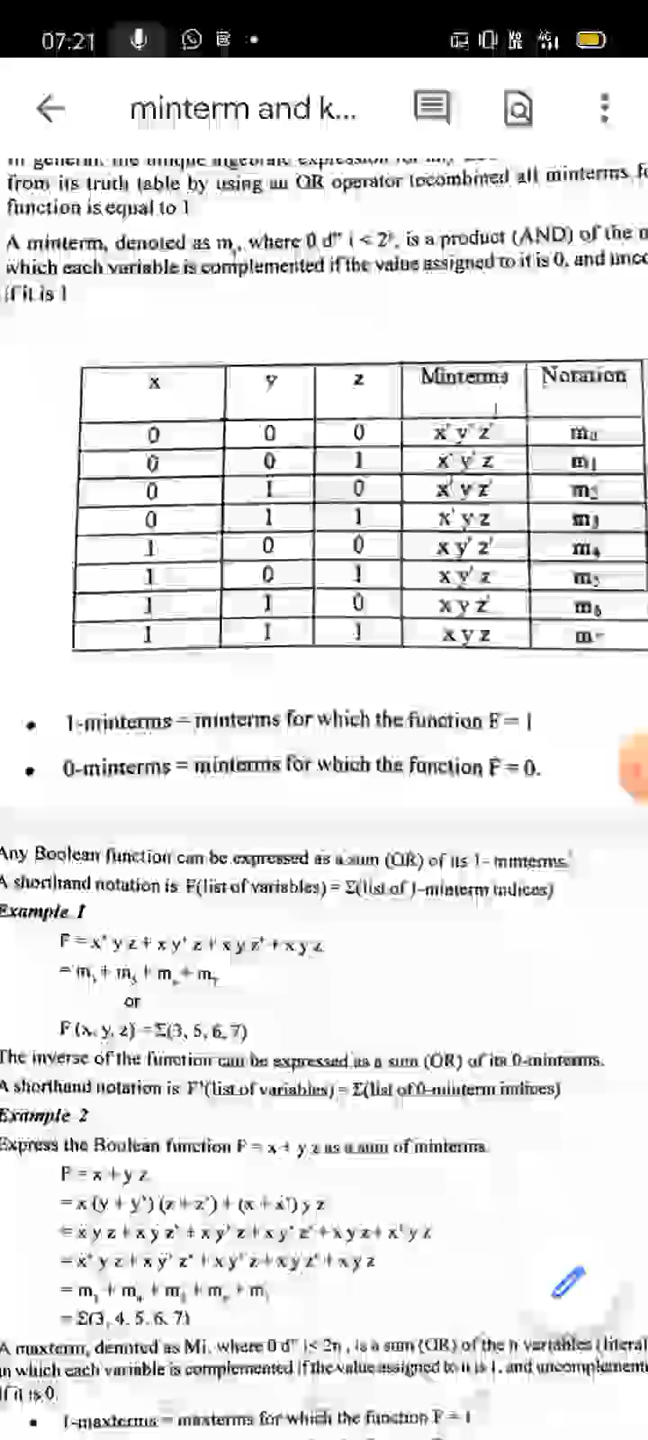 07:21
minterm and k...
from its truth table by using an OR operator tocombined all minterms
function is equal to 1
A minterm, denoted as mi, where 0 d" i < 2n, is a product (AND) of the
which each variable is complemented if the value assigned to it is 0, and
if it is 1
x y z Minterms Notation
0 0 0 x' y' z' m0
0 0 1 x' y' z m1
0 1 0 x' y z' m2
0 1 1 x' y z m3
1 0 0 x y' z' m4
1 0 1 x y' z m5
1 1 0 x y z' m6
1 1 1 x y z m7
• 1-minterms = minterms for which the function F = 1
• 0-minterms = minterms for which the function F = 0.
Any Boolean function can be expressed as a sum (OR) of its 1- minterms.
A shorthand notation is F(list of variables) = Σ(list of 1-minterm indices)
Example 1
F = x' y z + x y' z + x y z' + x y z
= m3 + m5 + m6 + m7
or
F (x, y, z) = Σ(3, 5, 6, 7)
The inverse of the function can be expressed as a sum (OR) of its 0-minterms.
A shorthand notation is F'(list of variables) = Σ(list of 0-minterm indices)
Example 2
Express the Boolean function F = x + y z as a sum of minterms.
F = x + y z
= x (y + y') (z + z') + (x + x') y z
= x y z + x y z' + x y' z + x y' z' + x y z + x' y z
= x' y z + x y' z' + x y' z + x y z' + x y z
= m3 + m4 + m5 + m6 + m7
= Σ(3, 4, 5, 6, 7)
A maxterm, denoted as Mi, where 0 d" i < 2n, is a sum (OR) of the n variables (literal
in which each variable is complemented if the value assigned to it is 1, and
if it is 0.
• 1-maxterms = maxterms for which the function F = 1